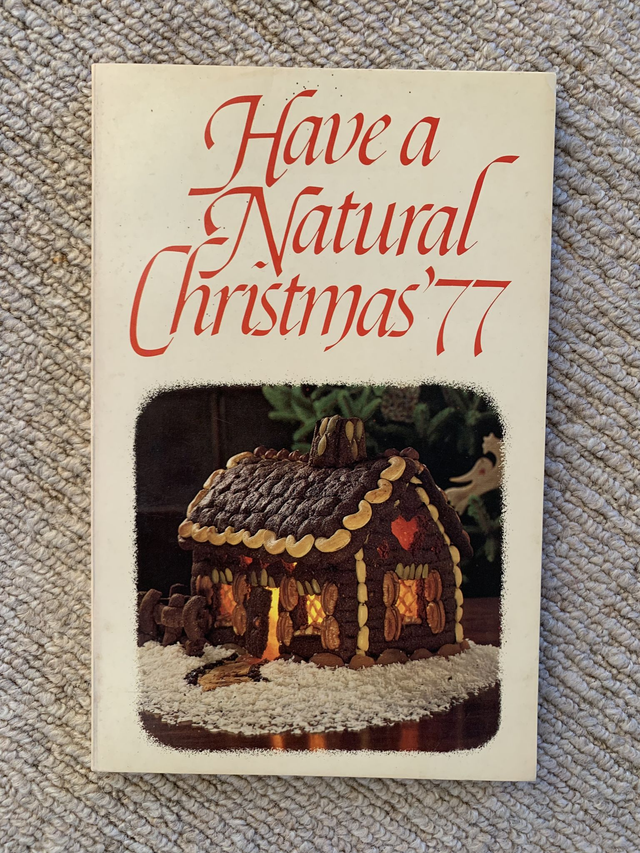 Have a
Natural
Christmas '77